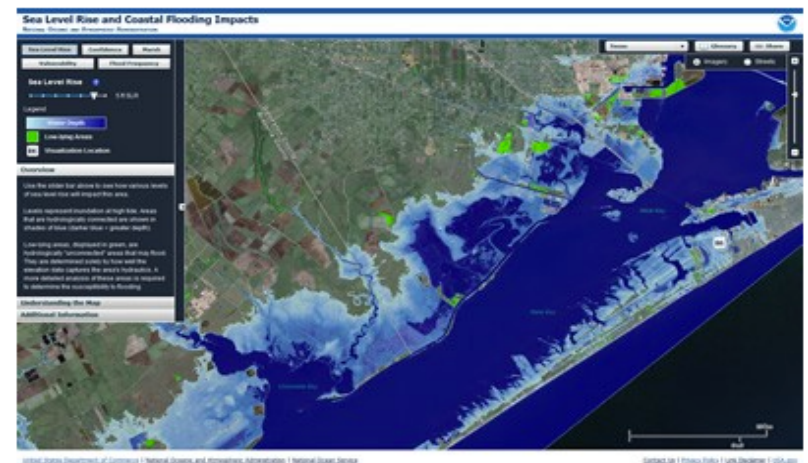 Sea Level Rise and Coastal Flooding Impacts
National Oceanic and Atmospheric Administration
Sea Level Rise Confidence Marsh
Vulnerability Flood Frequency
Sea Level Rise
Legend
Water Depth
Low-lying Areas
Visualization Location
Overview
Use the slider bar above to see how various levels
of sea level rise will impact this area.
Levels represent inundation at high tide. Areas
that are hydrologically connected are shown in
shades of blue (darker blue = greater depth).
Low-lying areas, displayed in green, are
hydrologically "unconnected" areas that may flood.
They are determined solely by how well the
elevation data captures the area's hydraulics. A
more detailed analysis of these areas is required
to determine the susceptibility to flooding.
Understanding the Map
Additional Information
Glossary Share
Imagery Streets
West Bay
United States Department of Commerce | National Oceanic and Atmospheric Administration | National Ocean Service
Contact Us | Privacy Policy | Link Disclaimer | USA.gov